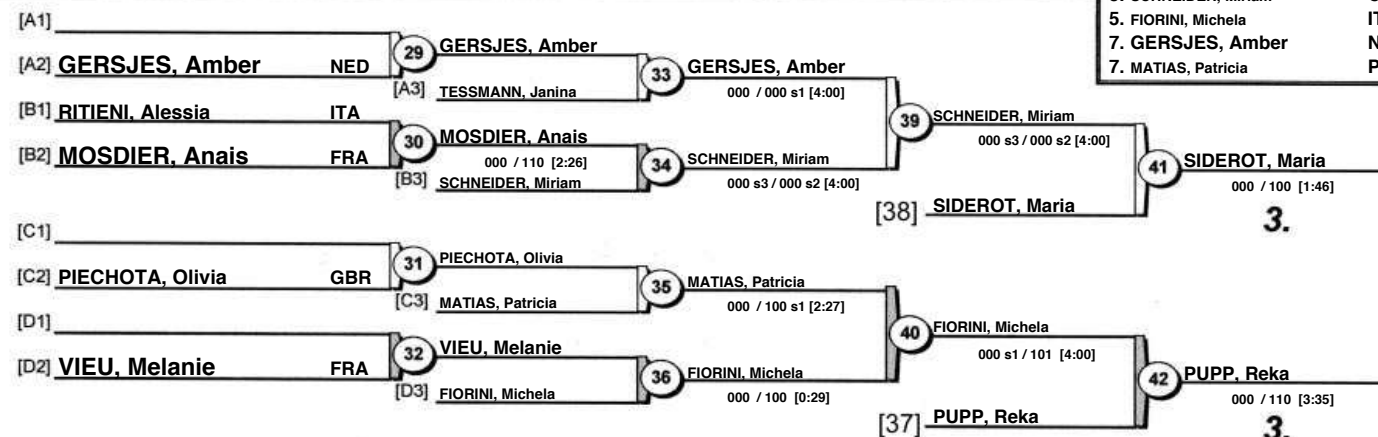 3. SCHNEIDER, Miriam
5. FIORINI, Michela
7. GERSJES, Amber
7. MATIAS, Patricia
[A1]
[A2] GERSJES, Amber NED
29 GERSJES, Amber
[A3] TESSMANN, Janina
33 GERSJES, Amber
000 / 000 s1 [4:00]
[B1] RITIENI, Alessia ITA
[B2] MOSDIER, Anais FRA
30 MOSDIER, Anais
000 / 110 [2:26]
[B3] SCHNEIDER, Miriam
34 SCHNEIDER, Miriam
000 s3 / 000 s2 [4:00]
39 SCHNEIDER, Miriam
000 s3 / 000 s2 [4:00]
[38] SIDEROT, Maria
41 SIDEROT, Maria
000 / 100 [1:46]
3.
[C1]
[C2] PIECHOTA, Olivia GBR
31 PIECHOTA, Olivia
[C3] MATIAS, Patricia
35 MATIAS, Patricia
000 / 100 s1 [2:27]
[D1]
[D2] VIEU, Melanie FRA
32 VIEU, Melanie
[D3] FIORINI, Michela
36 FIORINI, Michela
000 / 100 [0:29]
40 FIORINI, Michela
000 s1 / 101 [4:00]
[37] PUPP, Reka
42 PUPP, Reka
000 / 110 [3:35]
3.